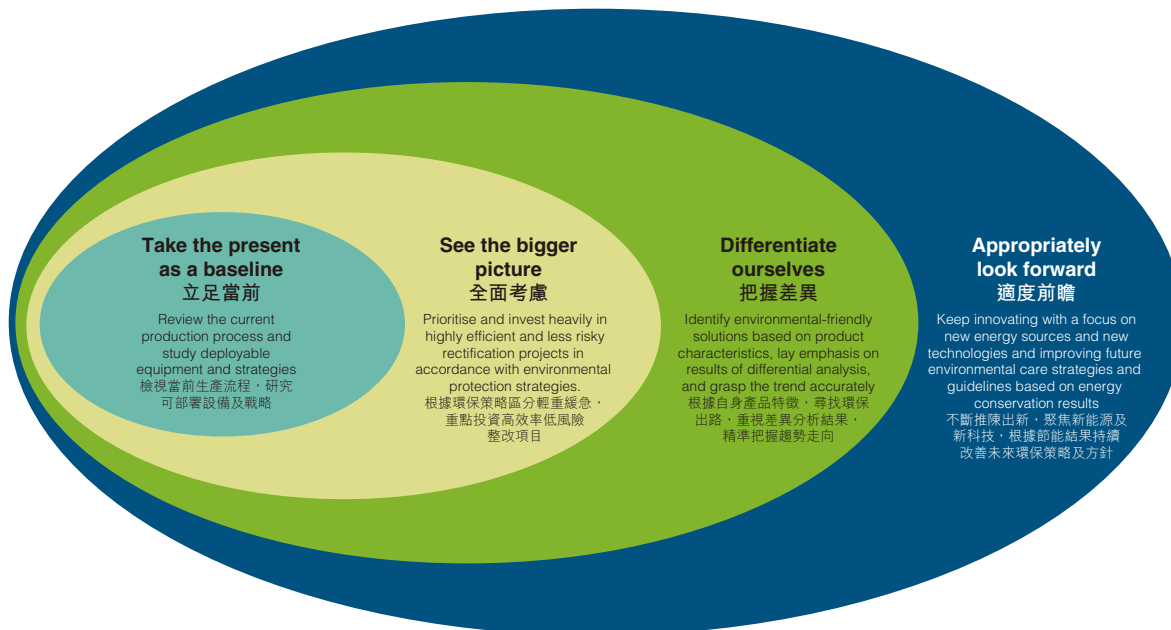 Take the present
as a baseline
立足當前
Review the current
production process and
study deployable
equipment and strategies
檢視當前生產流程，研究
可部署設備及戰略
See the bigger
picture
全面考慮
Prioritise and invest heavily in
highly efficient and less risky
rectification projects in
accordance with environmental
protection strategies.
根據環保策略區分輕重緩急，
重點投資高效率低風險
整改項目
Differentiate
ourselves
把握差異
Identify environmental-friendly
solutions based on product
characteristics, lay emphasis on
results of differential analysis,
and grasp the trend accurately
根據自身產品特徵，尋找環保
出路，重視差異分析結果，
精準把握趨勢走向
Appropriately
look forward
適度前瞻
Keep innovating with a focus on
new energy sources and new
technologies and improving future
environmental care strategies and
guidelines based on energy
conservation results
不斷推陳出新，聚焦新能源及
新科技，根據節能結果持續
改善未來環保策略及方針